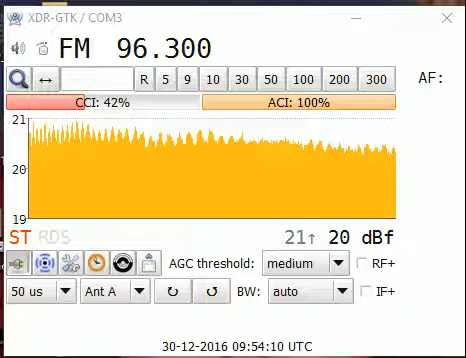 XDR-GTK / COM3
FM 96.300
R 5 9 10 30 50 100 200 300 AF:
CCI: 42% ACI: 100%
21
20
19
ST RDS 21↑ 20 dBf
AGC threshold: medium RF+
50 us Ant A BW: auto IF+
30-12-2016 09:54:10 UTC